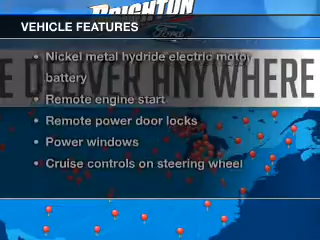 BRIGHTON
Ford
VEHICLE FEATURES
• Nickel metal hydride electric motor
battery
E DELIVER ANYWHERE
• Remote engine start
• Remote power door locks
• Power windows
• Cruise controls on steering wheel